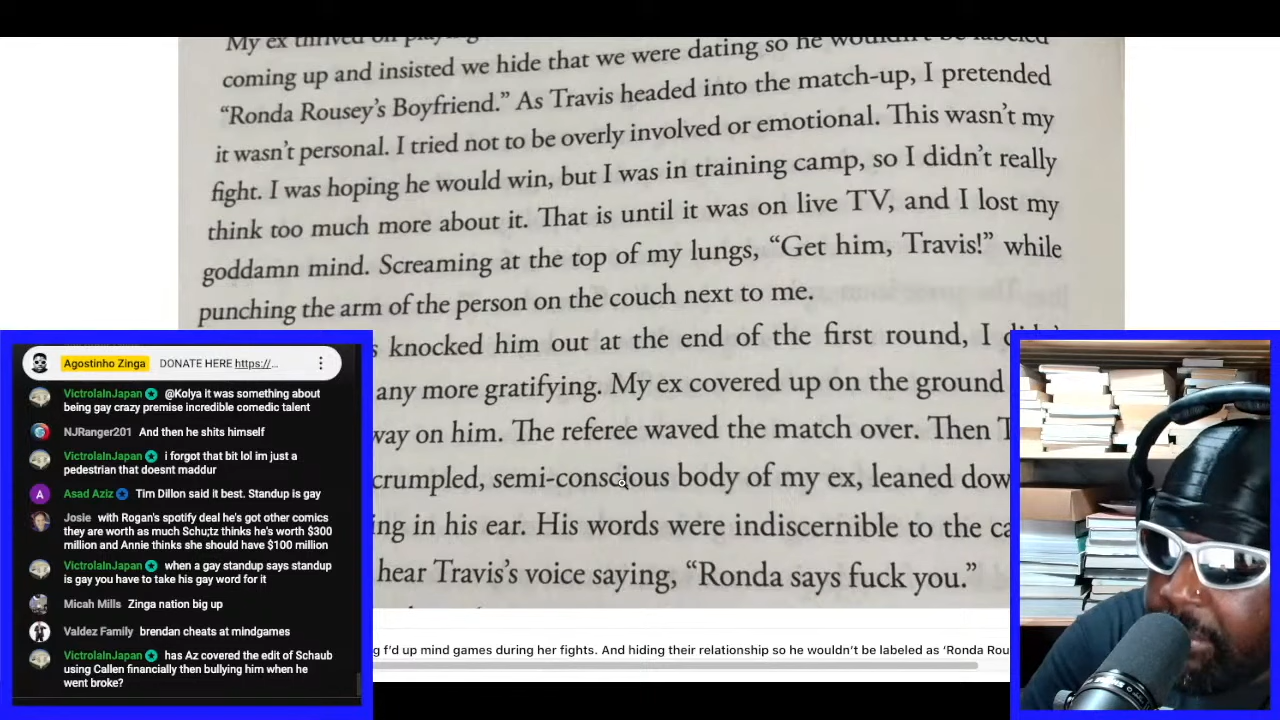 My ex thrived on
coming up and insisted we hide that we were dating so he wouldn't be labeled
“Ronda Rousey's Boyfriend.” As Travis headed into the match-up, I pretended
it wasn't personal. I tried not to be overly involved or emotional. This wasn't my
fight. I was hoping he would win, but I was in training camp, so I didn't really
think too much more about it. That is until it was on live TV, and I lost my
goddamn mind. Screaming at the top of my lungs, “Get him, Travis!” while
punching the arm of the person on the couch next to me.
s knocked him out at the end of the first round, I
any more gratifying. My ex covered up on the ground
way on him. The referee waved the match over. Then T
crumpled, semi-conscious body of my ex, leaned dow
ing in his ear. His words were indiscernible to the ca
hear Travis's voice saying, “Ronda says fuck you.”
g f'd up mind games during her fights. And hiding their relationship so he wouldn't be labeled as ‘Ronda Rou
Agostinho Zinga DONATE HERE https://...
VictrolaInJapan @Kolya it was something about
being gay crazy premise incredible comedic talent
NJRanger201 And then he shits himself
VictrolaInJapan i forgot that bit lol im just a
pedestrian that doesnt maddur
A Asad Aziz Tim Dillon said it best. Standup is gay
Josie with Rogan's spotify deal he's got other comics
they are worth as much Schu,tz thinks he's worth $300
million and Annie thinks she should have $100 million
VictrolaInJapan when a gay standup says standup
is gay you have to take his gay word for it
Micah Mills Zinga nation big up
Valdez Family brendan cheats at mindgames
VictrolaInJapan has Az covered the edit of Schaub
using Callen financially then bullying him when he
went broke?